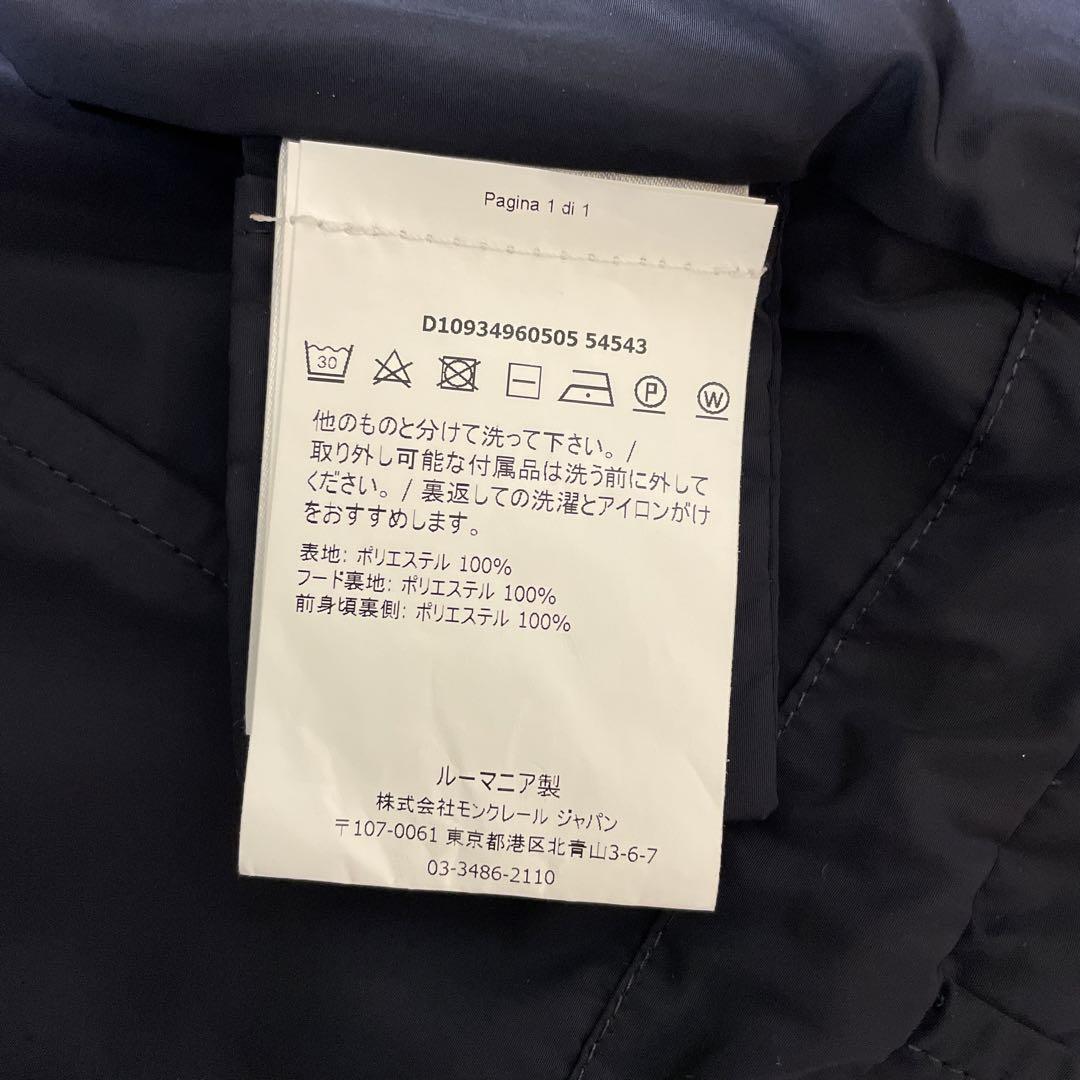 Pagina 1 di 1
D10934960505 54543
30 P W
他のものと分けて洗って下さい。/
取り外し可能な付属品は洗う前に外して
ください。/ 裏返しての洗濯とアイロンがけ
をおすすめします。
表地: ポリエステル 100%
フード裏地: ポリエステル 100%
前身頃裏側: ポリエステル 100%
ルーマニア製
株式会社モンクレール ジャパン
〒107-0061 東京都港区北青山3-6-7
03-3486-2110